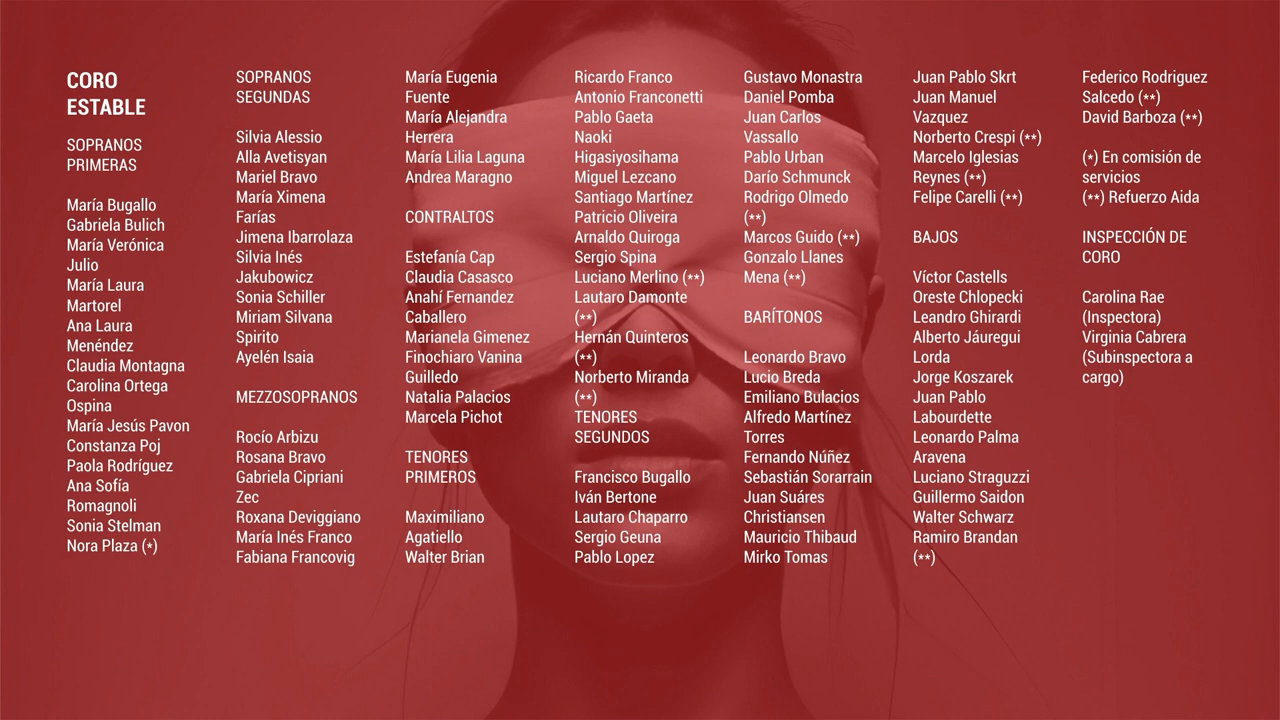 CORO
ESTABLE
SOPRANOS
PRIMERAS
María Bugallo
Gabriela Bulich
María Verónica
Julio
María Laura
Martorel
Ana Laura
Menéndez
Claudia Montagna
Carolina Ortega
Ospina
María Jesús Pavon
Constanza Poj
Paola Rodríguez
Ana Sofía
Romagnoli
Sonia Stelman
Nora Plaza (*)
SOPRANOS
SEGUNDAS
Silvia Alessio
Alla Avetisyan
Mariel Bravo
María Ximena
Farías
Jimena Ibarrolaza
Silvia Inés
Jakubowicz
Sonia Schiller
Miriam Silvana
Spirito
Ayelén Isaia
MEZZOSOPRANOS
Rocío Arbizu
Rosana Bravo
Gabriela Cipriani
Zec
Roxana Deviggiano
María Inés Franco
Fabiana Francovig
María Eugenia
Fuente
María Alejandra
Herrera
María Lilia Laguna
Andrea Maragno
CONTRALTOS
Estefanía Cap
Claudia Casasco
Anahí Fernandez
Caballero
Marianela Gimenez
Finochiaro Vanina
Guilledo
Natalia Palacios
Marcela Pichot
TENORES
PRIMEROS
Maximiliano
Agatiello
Walter Brian
Ricardo Franco
Antonio Franconetti
Pablo Gaeta
Naoki
Higasiyosihama
Miguel Lezcano
Santiago Martínez
Patricio Oliveira
Arnaldo Quiroga
Sergio Spina
Luciano Merlino (**)
Lautaro Damonte
(**)
Hernán Quinteros
(**)
Norberto Miranda
(**)
TENORES
SEGUNDOS
Francisco Bugallo
Iván Bertone
Lautaro Chaparro
Sergio Geuna
Pablo Lopez
Gustavo Monastra
Daniel Pomba
Juan Carlos
Vassallo
Pablo Urban
Darío Schmunck
Rodrigo Olmedo
(**)
Marcos Guido (**)
Gonzalo Llanes
Mena (**)
BARÍTONOS
Leonardo Bravo
Lucio Breda
Emiliano Bulacios
Alfredo Martínez
Torres
Fernando Núñez
Sebastián Sorarrain
Juan Suáres
Christiansen
Mauricio Thibaud
Mirko Tomas
Juan Pablo Skrt
Juan Manuel
Vazquez
Norberto Crespi (**)
Marcelo Iglesias
Reynes (**)
Felipe Carelli (**)
BAJOS
Víctor Castells
Oreste Chlopecki
Leandro Ghirardi
Alberto Jáuregui
Lorda
Jorge Koszarek
Juan Pablo
Labourdette
Leonardo Palma
Aravena
Luciano Straguzzi
Guillermo Saidon
Walter Schwarz
Ramiro Brandan
(**)
Federico Rodriguez
Salcedo (**)
David Barboza (**)
(*) En comisión de
servicios
(**) Refuerzo Aida
INSPECCIÓN DE
CORO
Carolina Rae
(Inspectora)
Virginia Cabrera
(Subinspectora a
cargo)